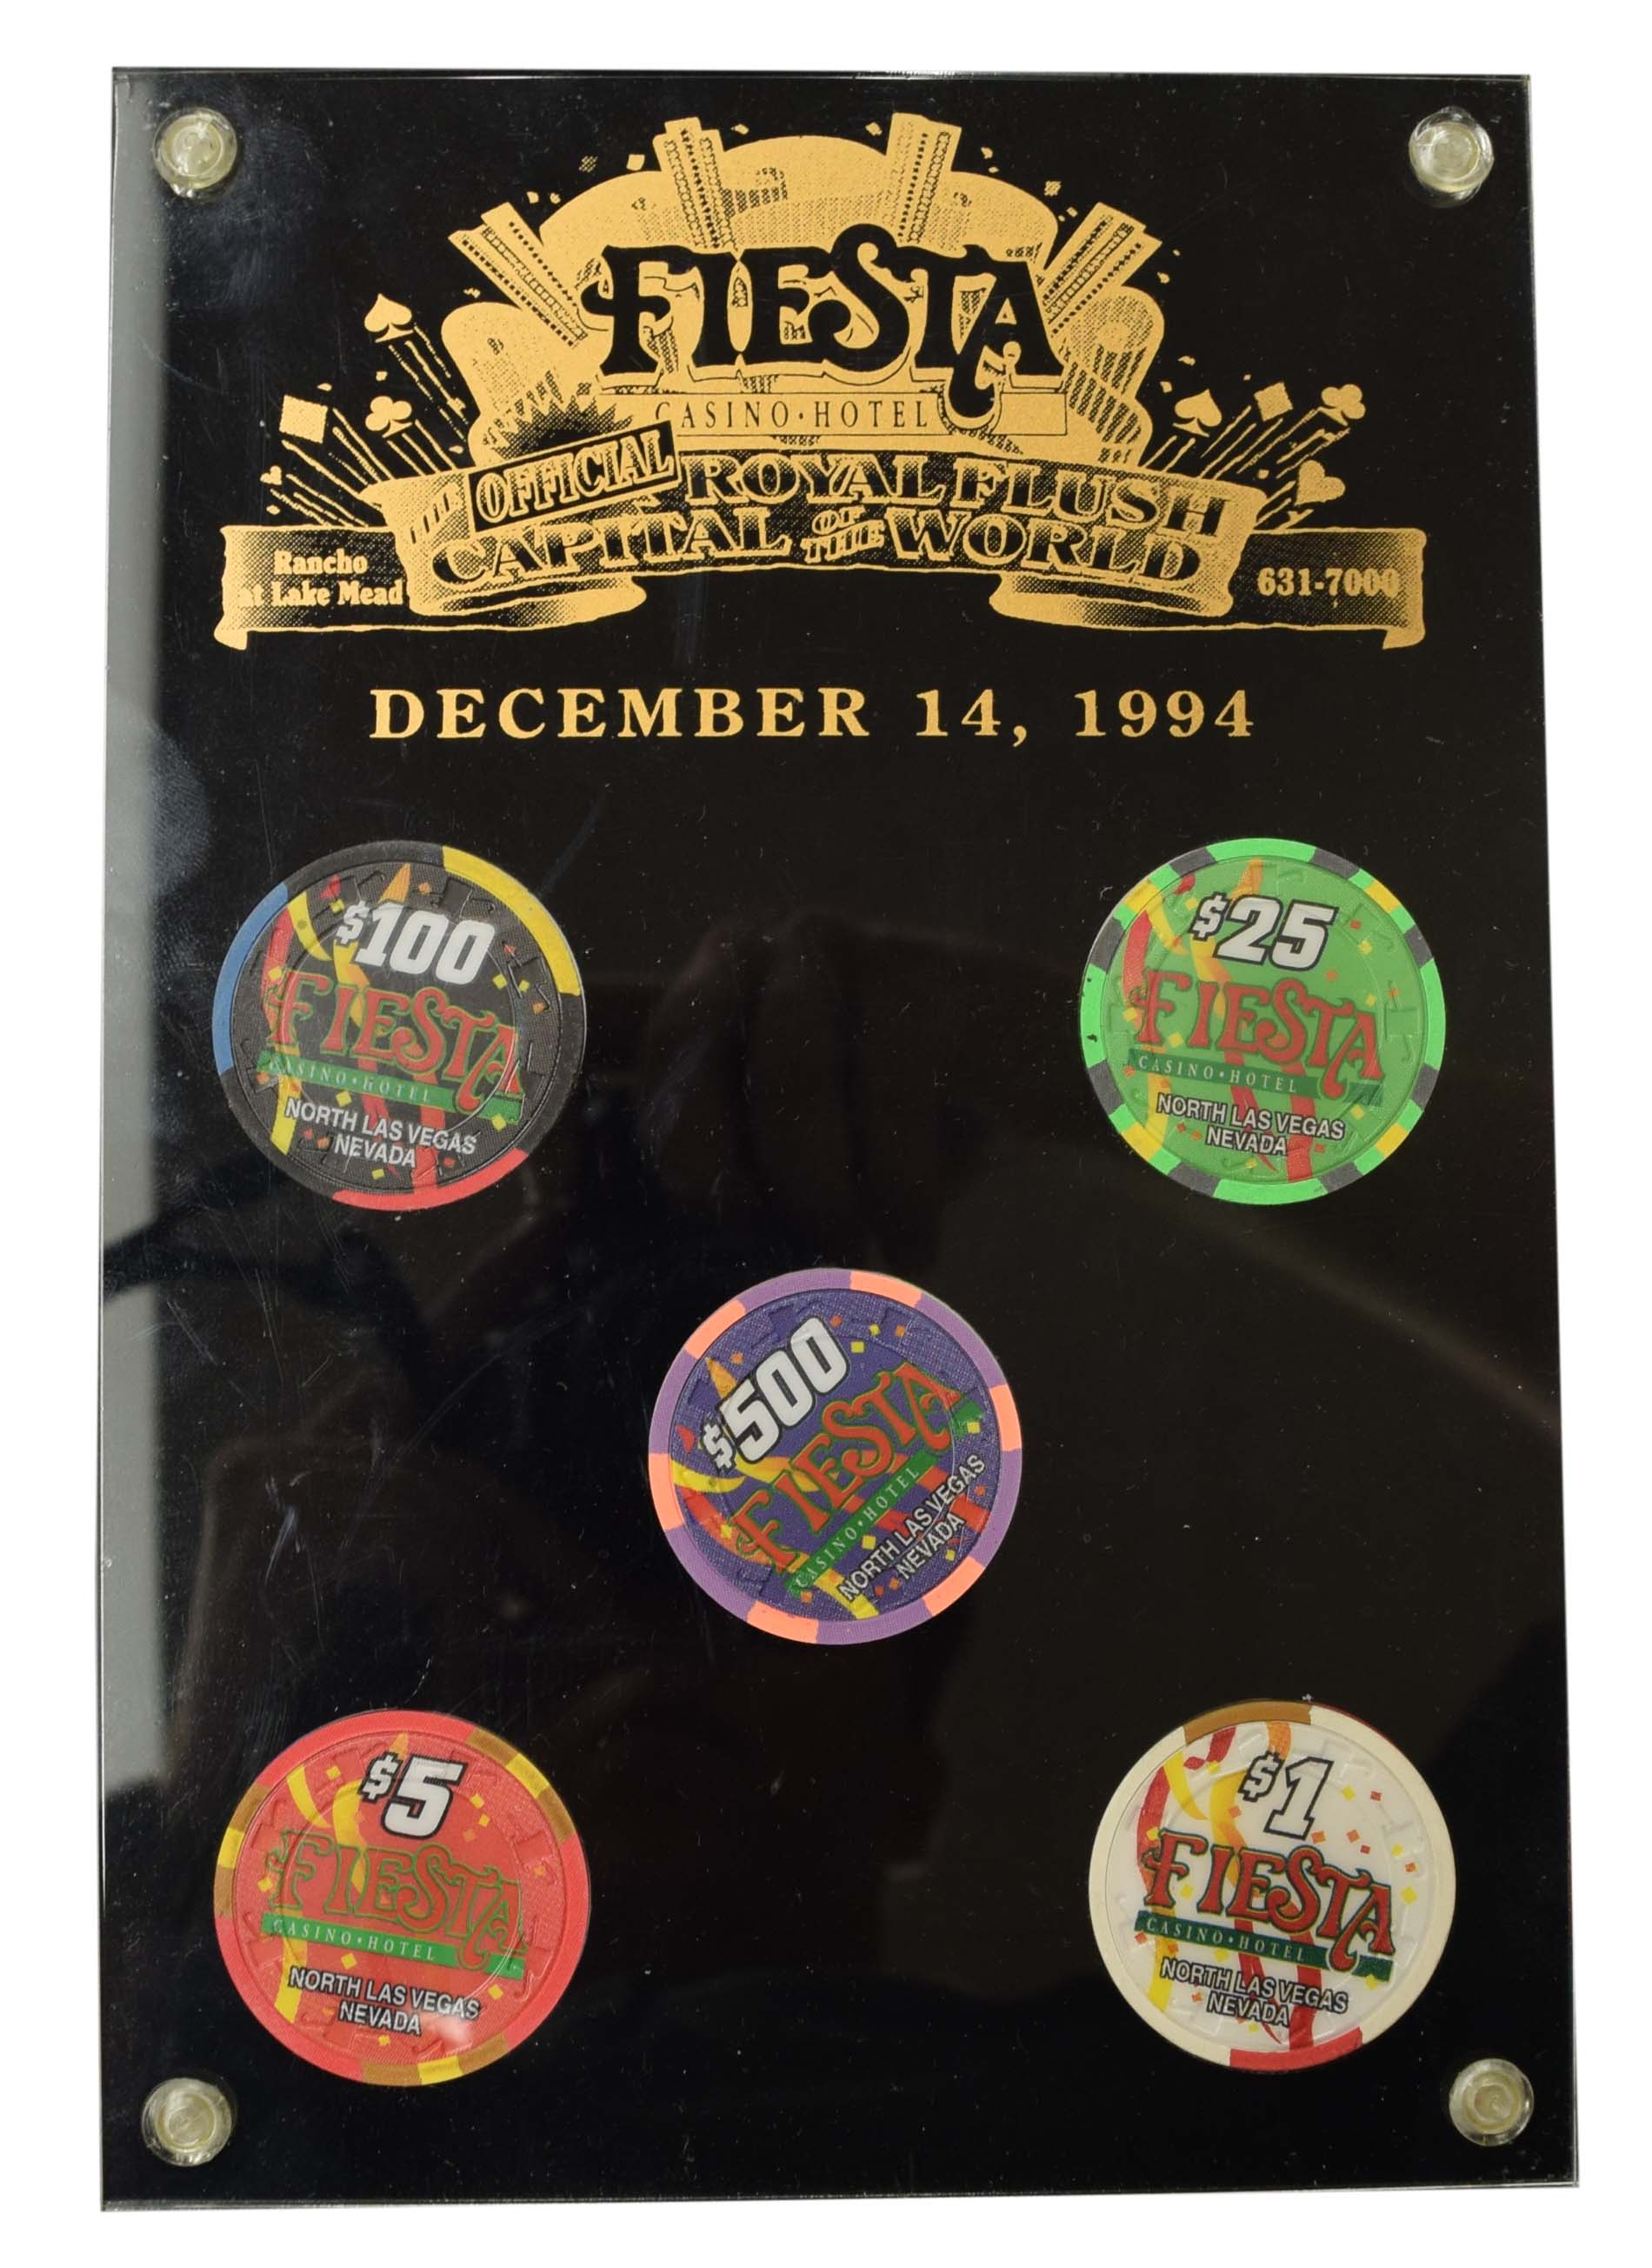 FIESTA
CASINO • HOTEL
OFFICIAL ROYAL FLUSH
CAPITAL OF THE WORLD
Rancho
at Lake Mead
631-7000
DECEMBER 14, 1994
$100
FIESTA
CASINO • HOTEL
NORTH LAS VEGAS
NEVADA
$25
FIESTA
CASINO • HOTEL
NORTH LAS VEGAS
NEVADA
$500
FIESTA
CASINO • HOTEL
NORTH LAS VEGAS
NEVADA
$5
FIESTA
CASINO • HOTEL
NORTH LAS VEGAS
NEVADA
$1
FIESTA
CASINO • HOTEL
NORTH LAS VEGAS
NEVADA